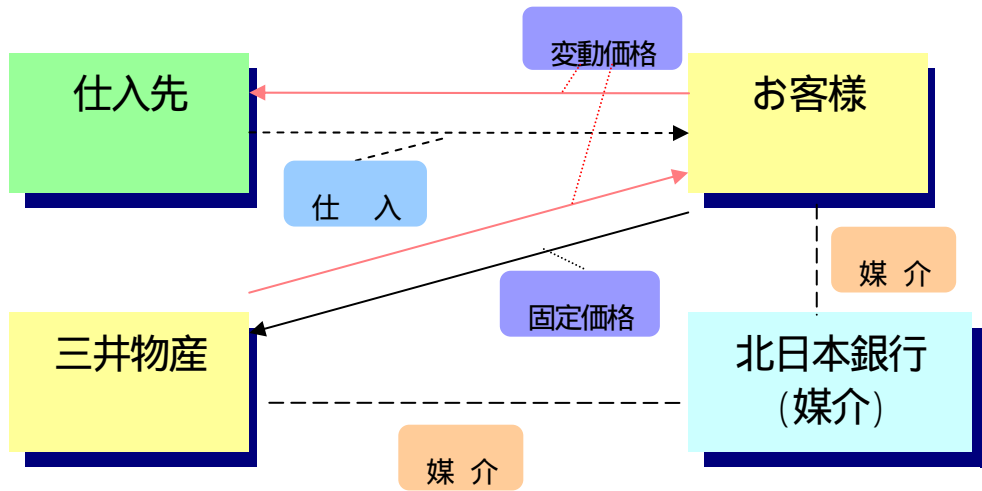 変動価格
仕入先
お客様
仕 入
媒 介
固定価格
三井物産
北日本銀行
(媒介)
媒 介